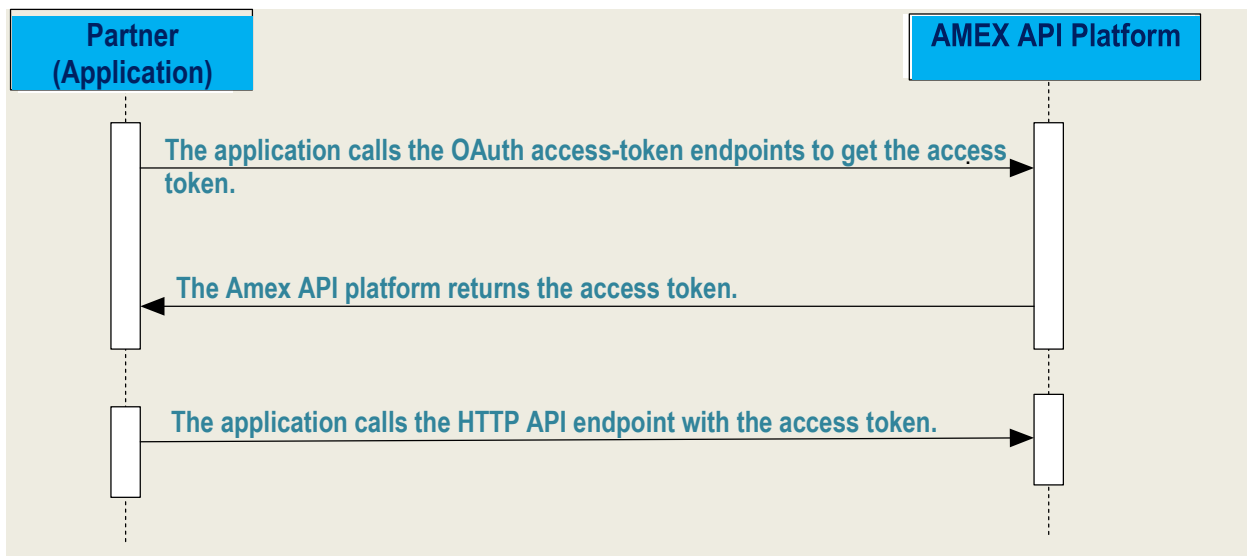 Partner
(Application)
AMEX API Platform
The application calls the OAuth access-token endpoints to get the access
token.
The Amex API platform returns the access token.
The application calls the HTTP API endpoint with the access token.